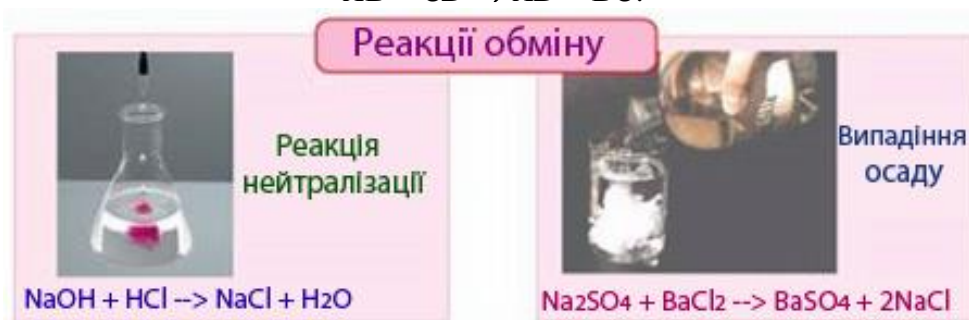 Реакції обміну
Реакція
нейтралізації
NaOH + HCl --> NaCl + H2O
Випадіння
осаду
Na2SO4 + BaCl2 --> BaSO4 + 2NaCl